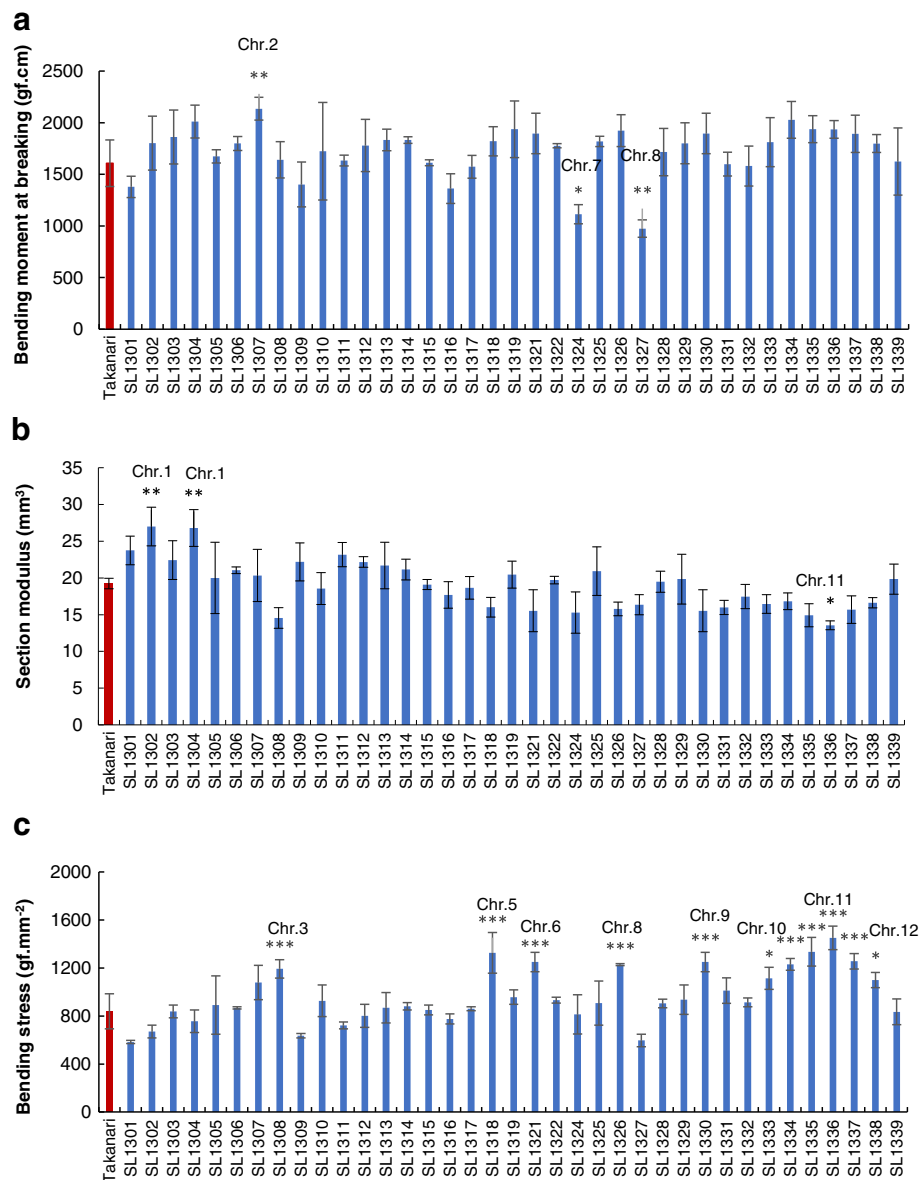 a
Bending moment at breaking (gf.cm)
2500
2000
1500
1000
500
0
Chr.2
**
Chr.7
*
Chr.8
**
Takanari
SL1301
SL1302
SL1303
SL1304
SL1305
SL1306
SL1307
SL1308
SL1309
SL1310
SL1311
SL1312
SL1313
SL1314
SL1315
SL1316
SL1317
SL1318
SL1319
SL1321
SL1322
SL1324
SL1325
SL1326
SL1327
SL1328
SL1329
SL1330
SL1331
SL1332
SL1333
SL1334
SL1335
SL1336
SL1337
SL1338
SL1339
b
Section modulus (mm³)
35
30
25
20
15
10
5
0
Chr.1
**
Chr.1
**
Chr.11
*
Takanari
SL1301
SL1302
SL1303
SL1304
SL1305
SL1306
SL1307
SL1308
SL1309
SL1310
SL1311
SL1312
SL1313
SL1314
SL1315
SL1316
SL1317
SL1318
SL1319
SL1321
SL1322
SL1324
SL1325
SL1326
SL1327
SL1328
SL1329
SL1330
SL1331
SL1332
SL1333
SL1334
SL1335
SL1336
SL1337
SL1338
SL1339
c
Bending stress (gf.mm⁻²)
2000
1600
1200
800
400
0
Chr.3
***
Chr.5
***
Chr.6
***
Chr.8
***
Chr.9
***
Chr.10
*
***
***
Chr.11
***
***
Chr.12
*
Takanari
SL1301
SL1302
SL1303
SL1304
SL1305
SL1306
SL1307
SL1308
SL1309
SL1310
SL1311
SL1312
SL1313
SL1314
SL1315
SL1316
SL1317
SL1318
SL1319
SL1321
SL1322
SL1324
SL1325
SL1326
SL1327
SL1328
SL1329
SL1330
SL1331
SL1332
SL1333
SL1334
SL1335
SL1336
SL1337
SL1338
SL1339